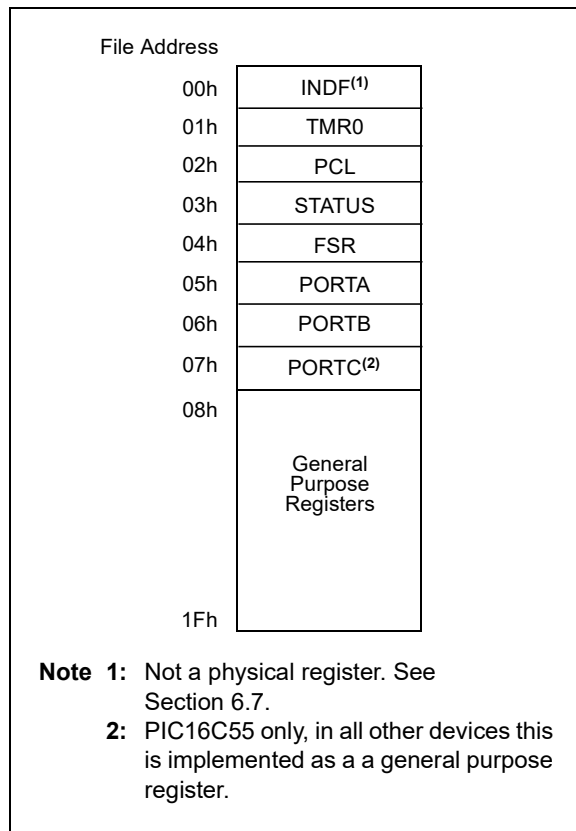 File Address
00h INDF(1)
01h TMR0
02h PCL
03h STATUS
04h FSR
05h PORTA
06h PORTB
07h PORTC(2)
08h
General
Purpose
Registers
1Fh
Note 1: Not a physical register. See
Section 6.7.
2: PIC16C55 only, in all other devices this
is implemented as a a general purpose
register.